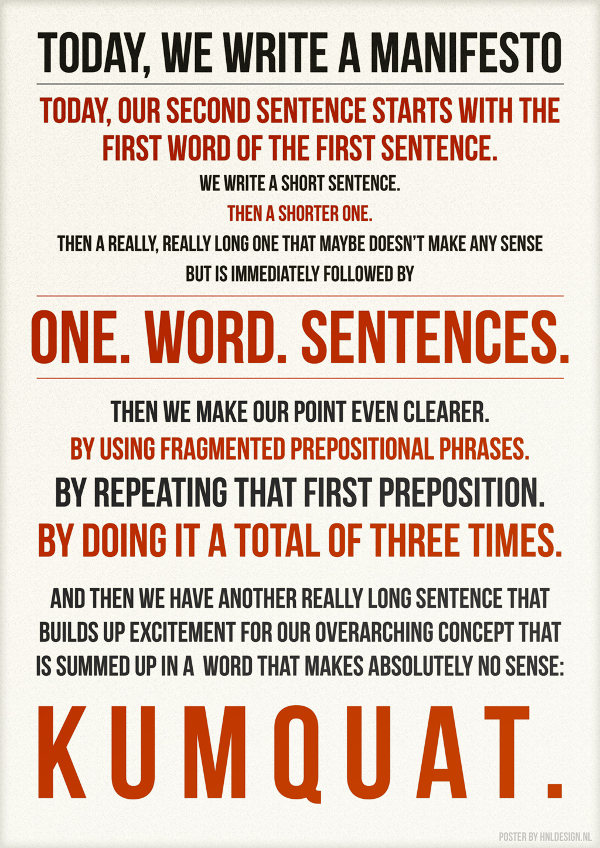 TODAY, WE WRITE A MANIFESTO
TODAY, OUR SECOND SENTENCE STARTS WITH THE
FIRST WORD OF THE FIRST SENTENCE.
WE WRITE A SHORT SENTENCE.
THEN A SHORTER ONE.
THEN A REALLY, REALLY LONG ONE THAT MAYBE DOESN'T MAKE ANY SENSE
BUT IS IMMEDIATELY FOLLOWED BY
ONE. WORD. SENTENCES.
THEN WE MAKE OUR POINT EVEN CLEARER.
BY USING FRAGMENTED PREPOSITIONAL PHRASES.
BY REPEATING THAT FIRST PREPOSITION.
BY DOING IT A TOTAL OF THREE TIMES.
AND THEN WE HAVE ANOTHER REALLY LONG SENTENCE THAT
BUILDS UP EXCITEMENT FOR OUR OVERARCHING CONCEPT THAT
IS SUMMED UP IN A WORD THAT MAKES ABSOLUTELY NO SENSE:
KUMQUAT.
POSTER BY HNLDESIGN.NL